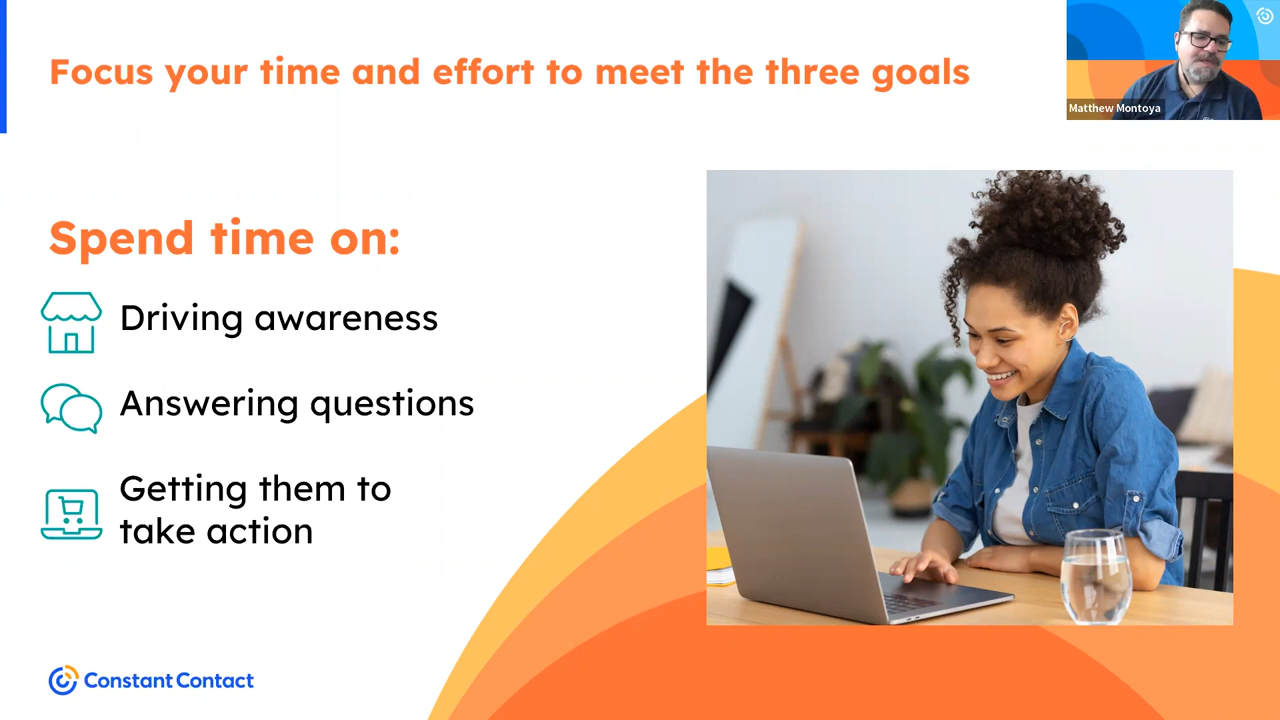 Focus your time and effort to meet the three goals
Matthew Montoya
Spend time on:
Driving awareness
Answering questions
Getting them to
take action
Constant Contact